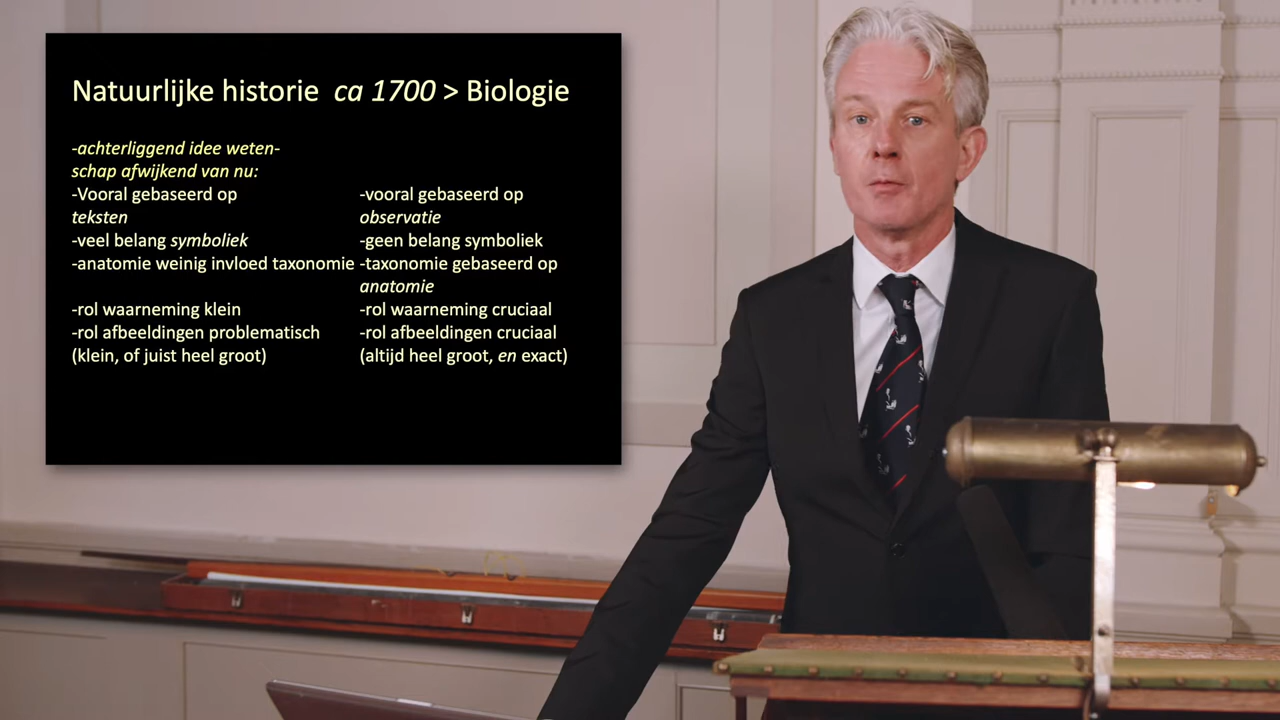 Natuurlijke historie ca 1700 > Biologie
-achterliggend idee weten-
schap afwijkend van nu:
-Vooral gebaseerd op
teksten
-veel belang symboliek
-anatomie weinig invloed taxonomie
-rol waarneming klein
-rol afbeeldingen problematisch
(klein, of juist heel groot)
-vooral gebaseerd op
observatie
-geen belang symboliek
-taxonomie gebaseerd op
anatomie
-rol waarneming cruciaal
-rol afbeeldingen cruciaal
(altijd heel groot, en exact)